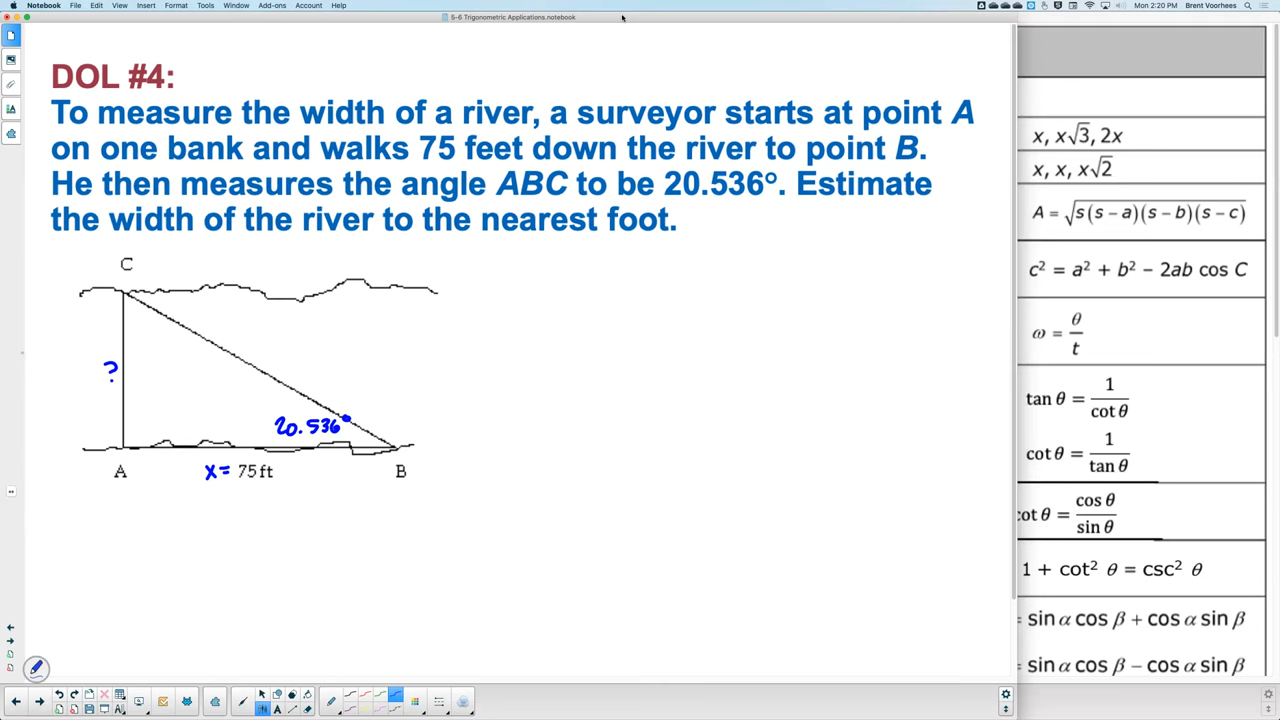 Notebook File Edit View Insert Format Tools Window Add-ons Account Help
Brent Voorhees
Mon 2:20 PM
5-6 Trigonometric Applications.notebook
DOL #4:
To measure the width of a river, a surveyor starts at point A
on one bank and walks 75 feet down the river to point B.
He then measures the angle ABC to be 20.536°. Estimate
the width of the river to the nearest foot.
C
?
20.536°
A
x = 75 ft
B
x, x√3, 2x
x, x, x√2
A = √s(s − a)(s − b)(s − c)
c² = a² + b² − 2ab cos C
ω = θ/t
tan θ = 1/cot θ
cot θ = 1/tan θ
cot θ = cos θ/sin θ
1 + cot² θ = csc² θ
= sin α cos β + cos α sin β
= sin α cos β − cos α sin β